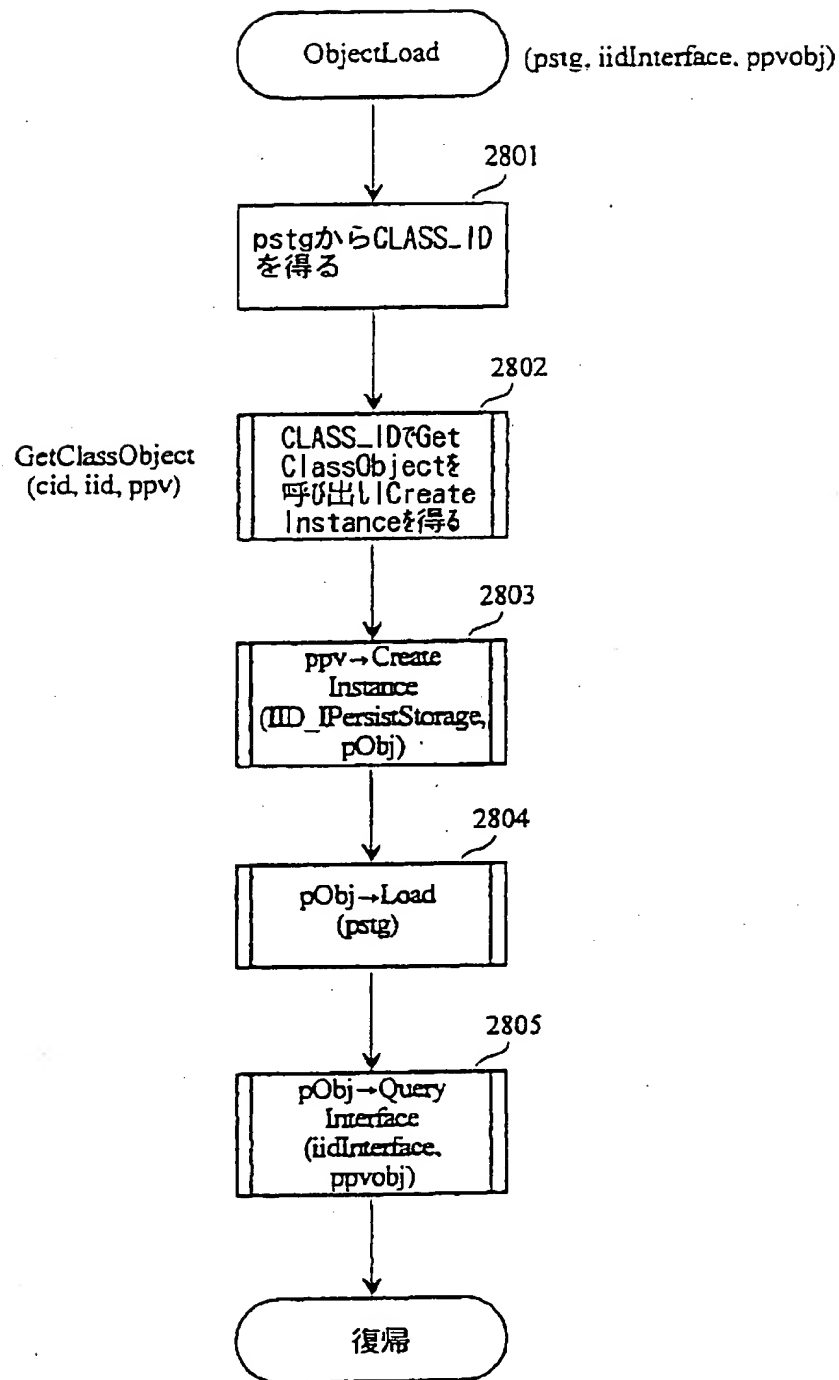 ObjectLoad
(pstg, iidInterface, ppvobj)
2801
pstgからCLASS_ID
を得る
2802
GetClassObject
(cid, iid, ppv)
CLASS_IDでGet
ClassObjectを
呼び出しICreate
Instanceを得る
2803
ppv→Create
Instance
(IID_IPersistStorage,
pObj)
2804
pObj→Load
(pstg)
2805
pObj→Query
Interface
(iidInterface,
ppvobj)
復帰